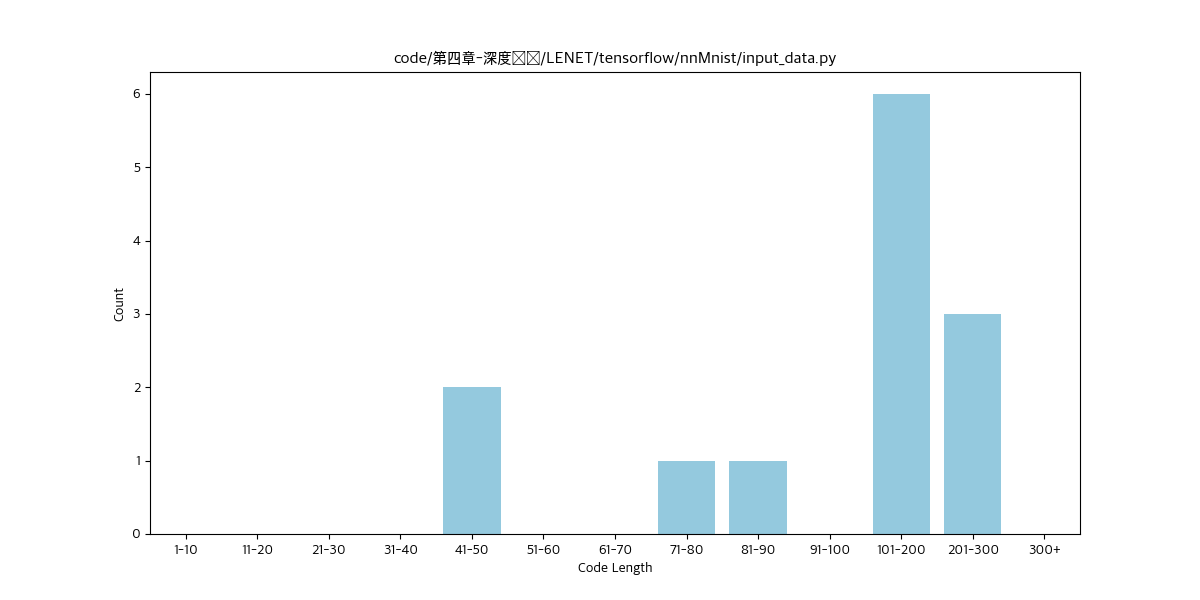 code/第四章-深度/LENET/tensorflow/nnMnist/input_data.py
6
5
4
3
2
1
0
Count
1-10 11-20 21-30 31-40 41-50 51-60 61-70 71-80 81-90 91-100 101-200 201-300 300+
Code Length